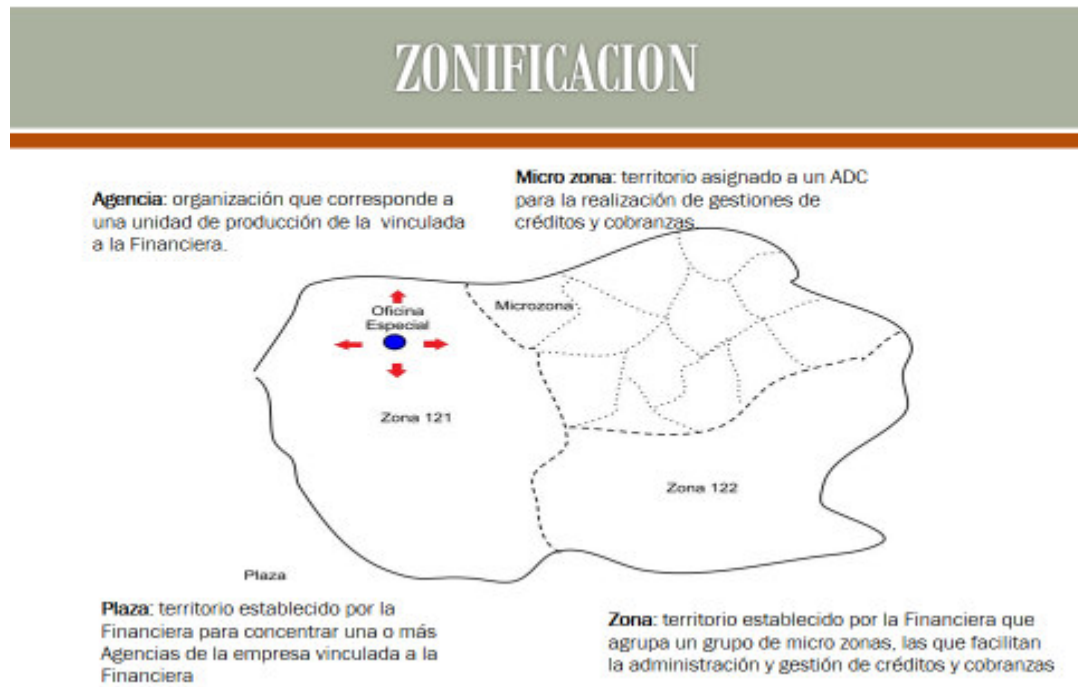 ZONIFICACION
Agencia: organización que corresponde a
una unidad de producción de la vinculada
a la Financiera.
Micro zona: territorio asignado a un ADC
para la realización de gestiones de
créditos y cobranzas.
Oficina
Especial
Microzona
Zona 121
Zona 122
Plaza
Plaza: territorio establecido por la
Financiera para concentrar una o más
Agencias de la empresa vinculada a la
Financiera
Zona: territorio establecido por la Financiera que
agrupa un grupo de micro zonas, las que facilitan
la administración y gestión de créditos y cobranzas